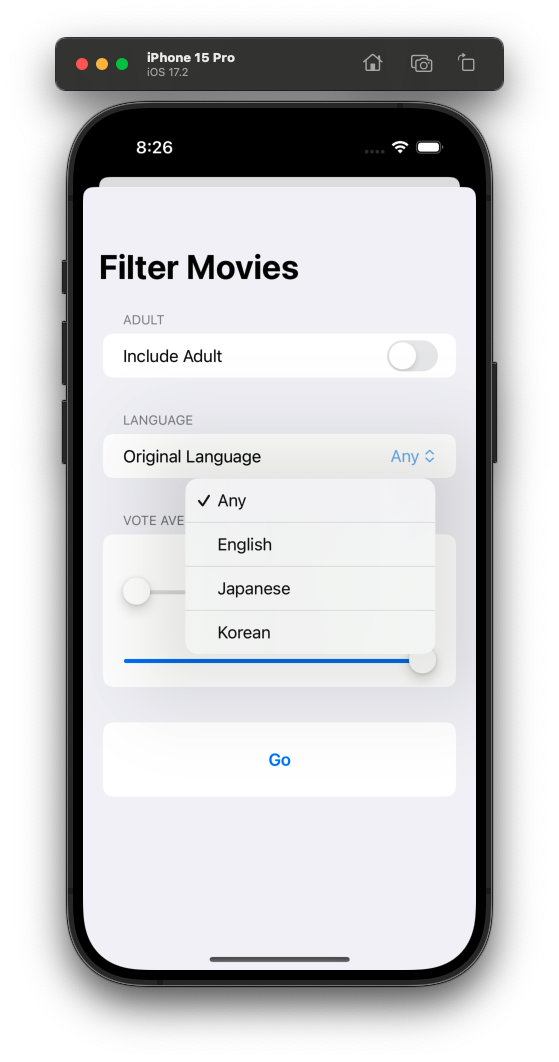 iPhone 15 Pro
iOS 17.2
8:26
Filter Movies
ADULT
Include Adult
LANGUAGE
Original Language Any
Any
VOTE AVE
English
Japanese
Korean
Go